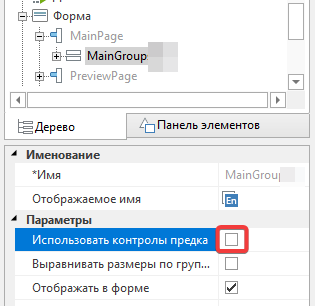 Форма
MainPage
MainGroup
PreviewPage
Дерево
Панель элементов
Именование
*Имя
MainGrou
Отображаемое имя
En
Параметры
Использовать контролы предка
Выравнивать размеры по груп...
Отображать в форме